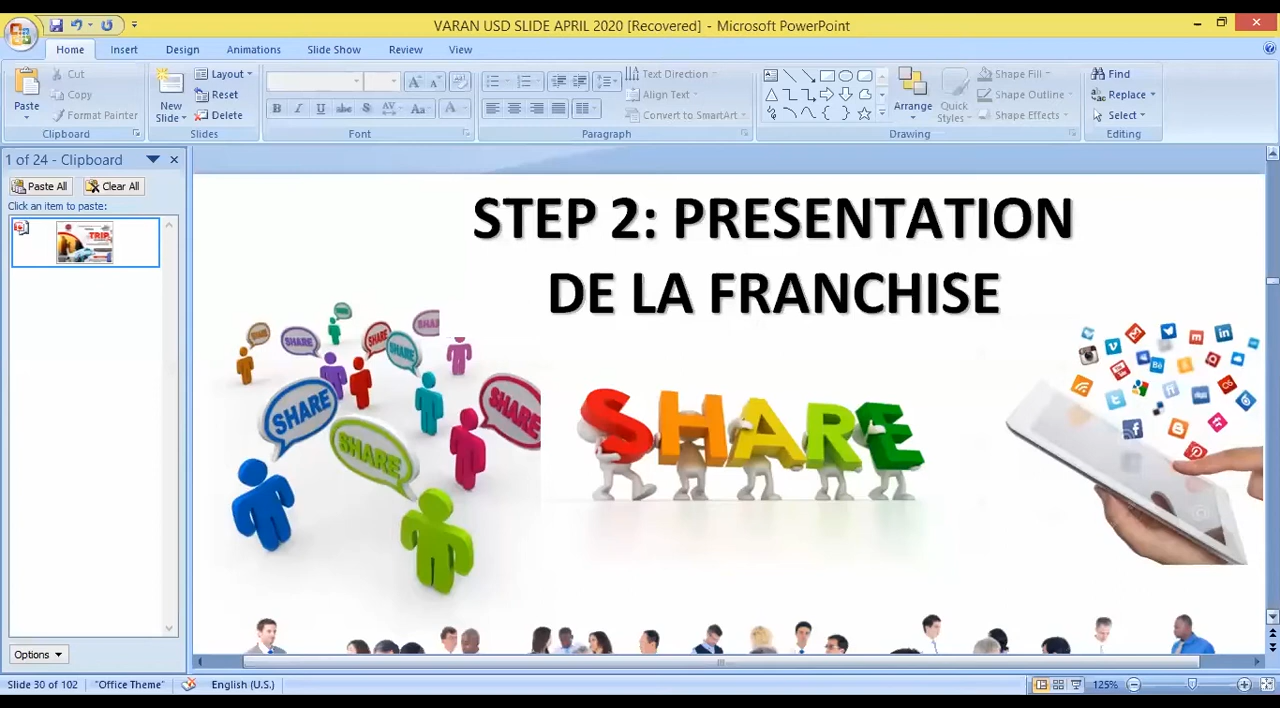 VARAN USD SLIDE APRIL 2020 [Recovered] - Microsoft PowerPoint
Home Insert Design Animations Slide Show Review View
Paste
Cut
Copy
Format Painter
Clipboard
New Slide
Layout
Reset
Delete
Slides
B I U abc S AV Aa A
Font
Text Direction
Align Text
Convert to SmartArt
Paragraph
Arrange
Quick Styles
Shape Fill
Shape Outline
Shape Effects
Drawing
Find
Replace
Select
Editing
1 of 24 - Clipboard
Paste All Clear All
Click an item to paste:
TRIP
Options
STEP 2: PRESENTATION
DE LA FRANCHISE
SHARE
SHARE
SHARE
SHARE
SHARE
SHARE
SHARE
SHARE
Slide 30 of 102 "Office Theme" English (U.S.) 125%